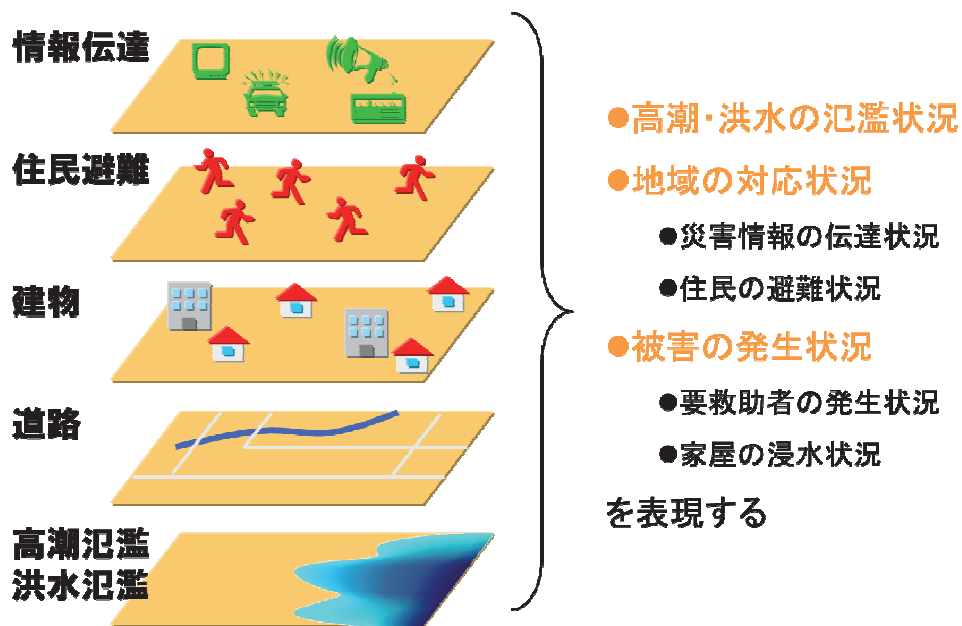 情報伝達
住民避難
建物
道路
高潮氾濫
洪水氾濫
●高潮・洪水の氾濫状況
●地域の対応状況
●災害情報の伝達状況
●住民の避難状況
●被害の発生状況
●要救助者の発生状況
●家屋の浸水状況
を表現する